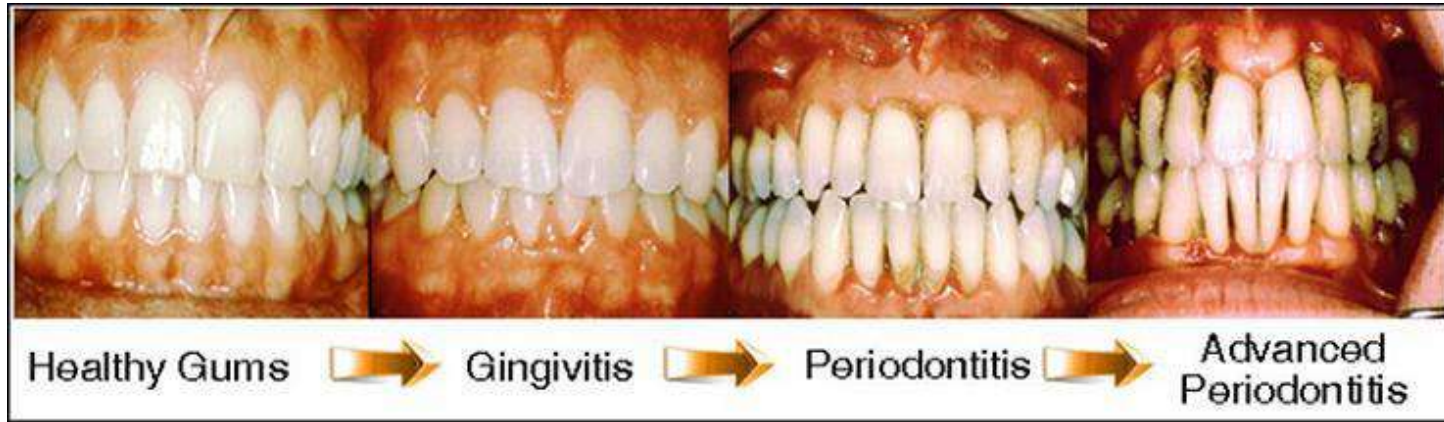 Healthy Gums
Gingivitis
Periodontitis
Advanced
Periodontitis